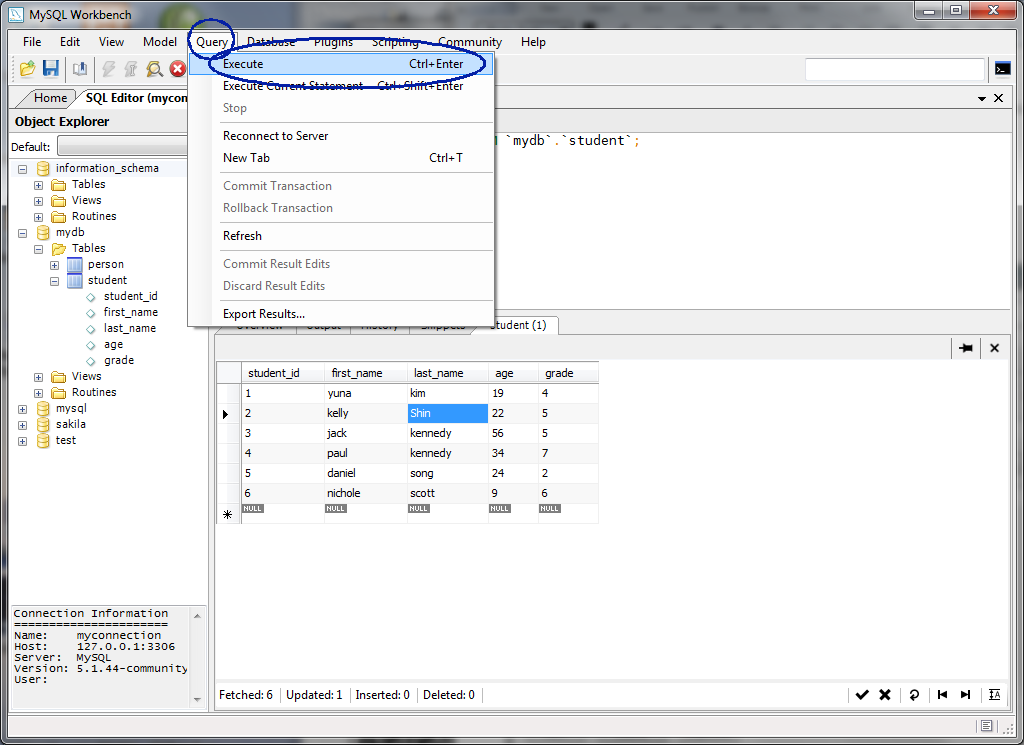 MySQL Workbench
File Edit View Model Query Database Plugins Scripting Community Help
Home SQL Editor (mycon
Object Explorer
Default:
information_schema
Tables
Views
Routines
mydb
Tables
person
student
student_id
first_name
last_name
age
grade
Views
Routines
mysql
sakila
test
Connection Information
======================
Name: myconnection
Host: 127.0.0.1:3306
Server: MySQL
Version: 5.1.44-community
User:
Execute Ctrl+Enter
Execute Current Statement Ctrl+Shift+Enter
Stop
Reconnect to Server
New Tab Ctrl+T
Commit Transaction
Rollback Transaction
Refresh
Commit Result Edits
Discard Result Edits
Export Results...
`mydb`.`student`;
Overview Output History Snippets student (1)
student_id first_name last_name age grade
1 yuna kim 19 4
2 kelly Shin 22 5
3 jack kennedy 56 5
4 paul kennedy 34 7
5 daniel song 24 2
6 nichole scott 9 6
NULL NULL NULL NULL NULL
Fetched: 6 Updated: 1 Inserted: 0 Deleted: 0